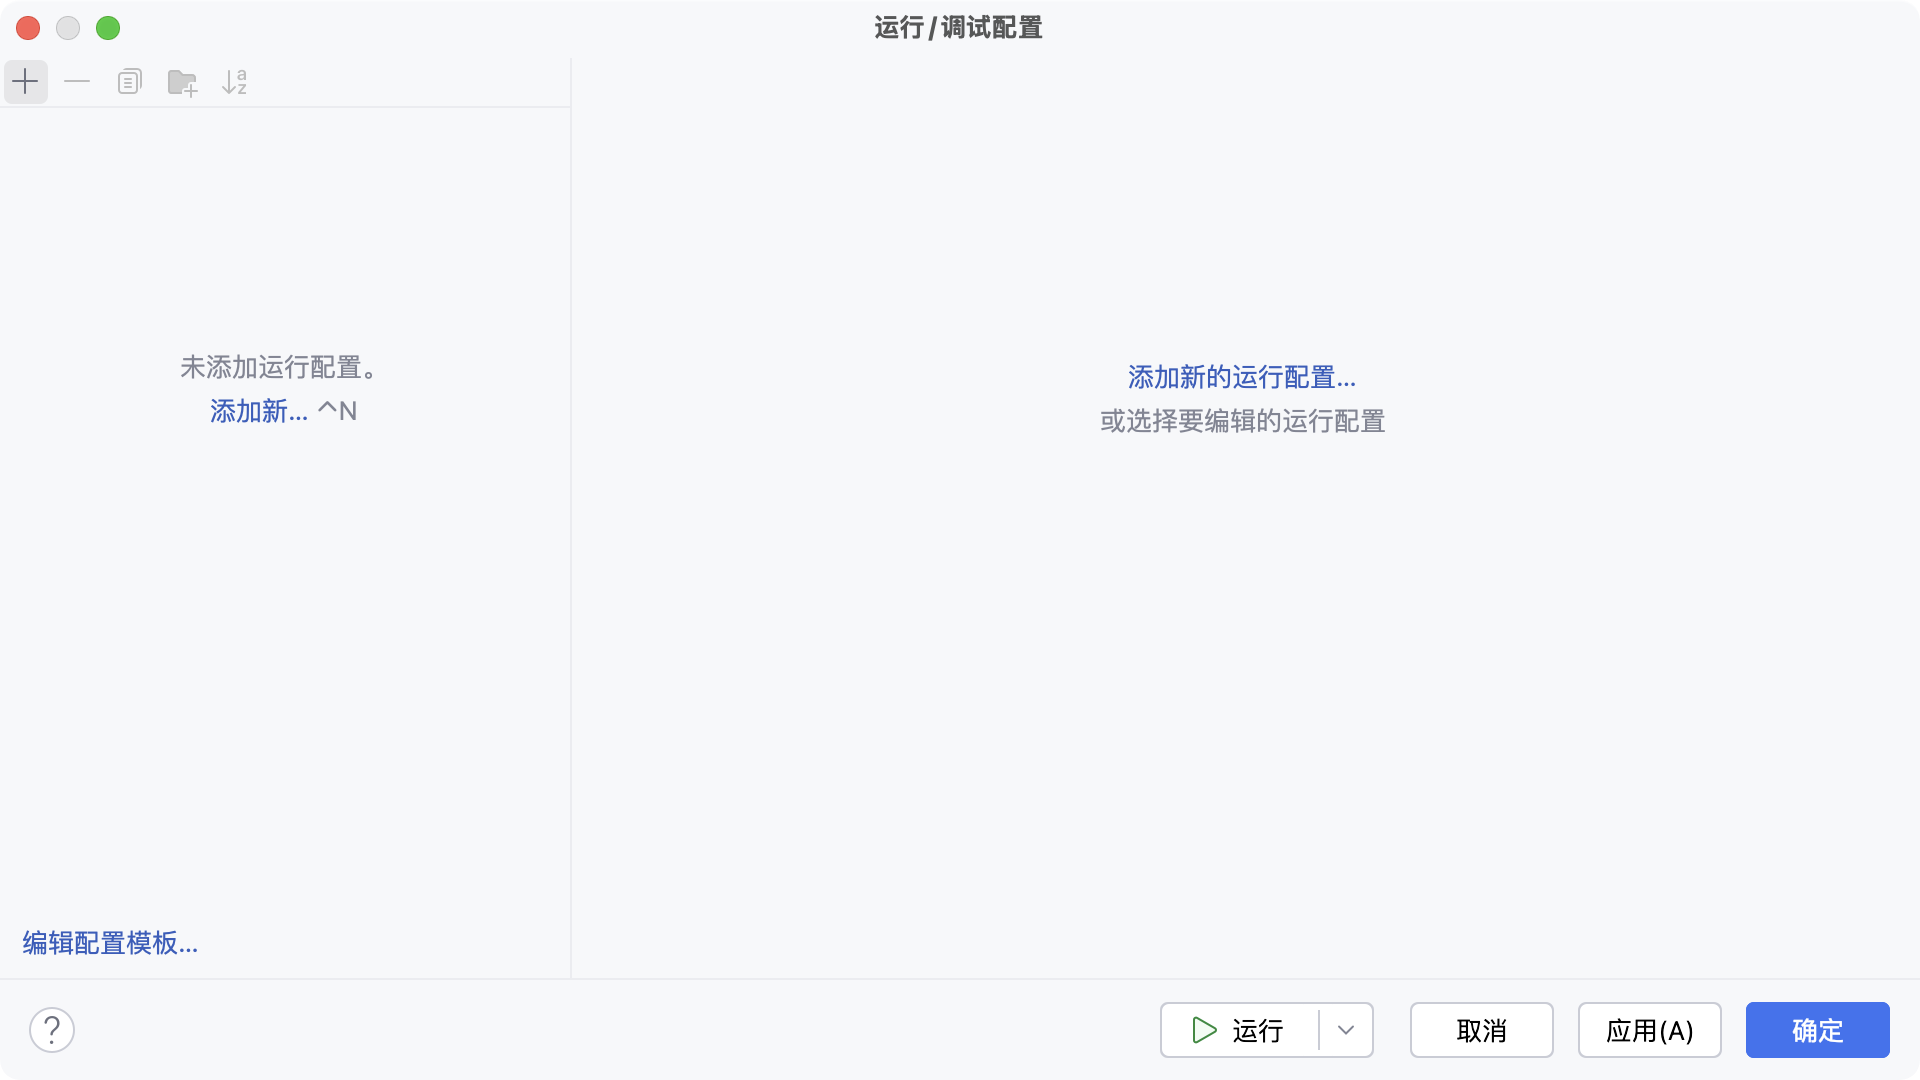 运行/调试配置
未添加运行配置。
添加新... ^N
添加新的运行配置...
或选择要编辑的运行配置
编辑配置模板...
?
运行
取消
应用(A)
确定